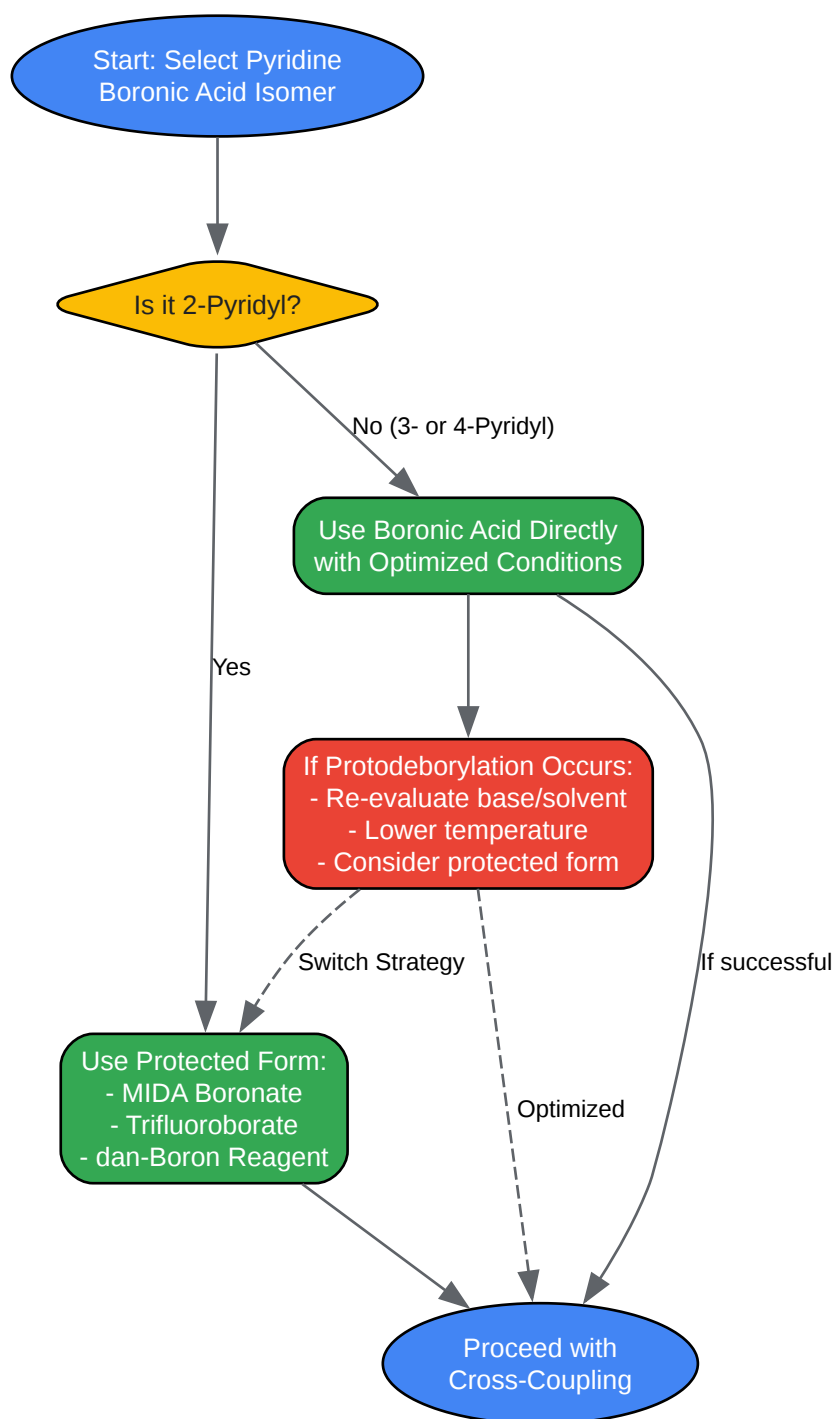 Start: Select Pyridine
Boronic Acid Isomer
Is it 2-Pyridyl?
No (3- or 4-Pyridyl)
Use Boronic Acid Directly
with Optimized Conditions
Yes
If Protodeborylation Occurs:
- Re-evaluate base/solvent
- Lower temperature
- Consider protected form
Switch Strategy
If successful
Use Protected Form:
- MIDA Boronate
- Trifluoroborate
- dan-Boron Reagent
Optimized
Proceed with
Cross-Coupling